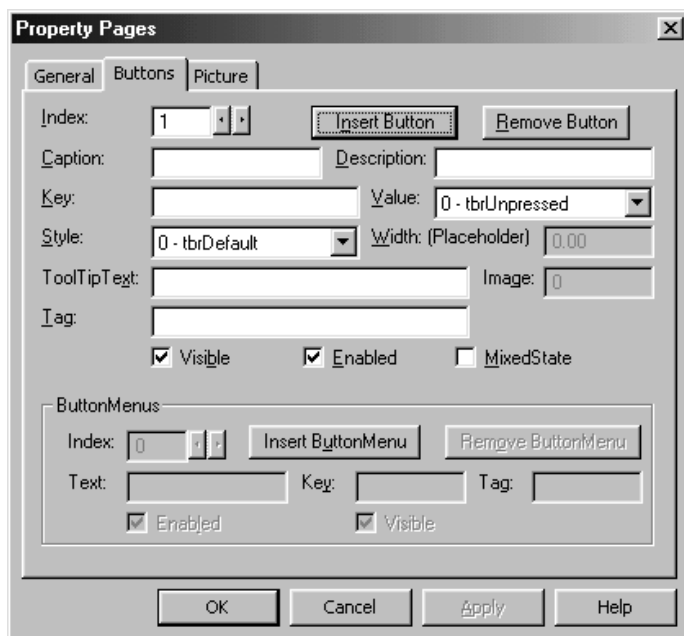 Property Pages
General Buttons Picture
Index: 1 Insert Button Remove Button
Caption: Description:
Key: Value: 0 - tbrUnpressed
Style: 0 - tbrDefault Width: (Placeholder) 0.00
ToolTipText: Image: 0
Tag:
Visible Enabled MixedState
ButtonMenus
Index: 0 Insert ButtonMenu Remove ButtonMenu
Text: Key: Tag:
Enabled Visible
OK Cancel Apply Help